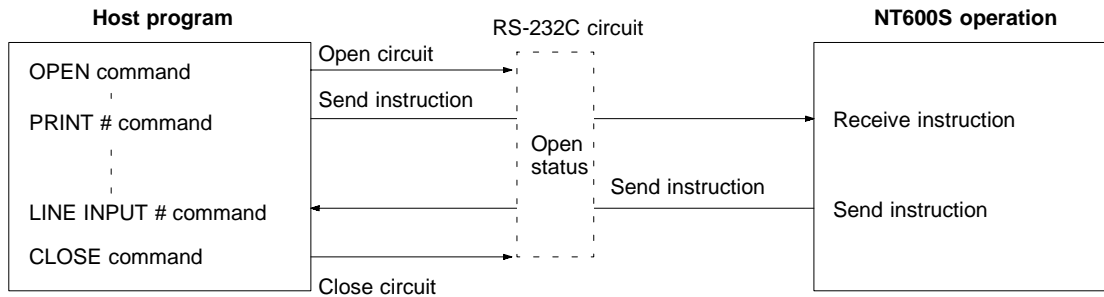 Host program
NT600S operation
RS-232C circuit
OPEN command
Open circuit
Send instruction
PRINT # command
Receive instruction
Open
status
Send instruction
LINE INPUT # command
Send instruction
CLOSE command
Close circuit